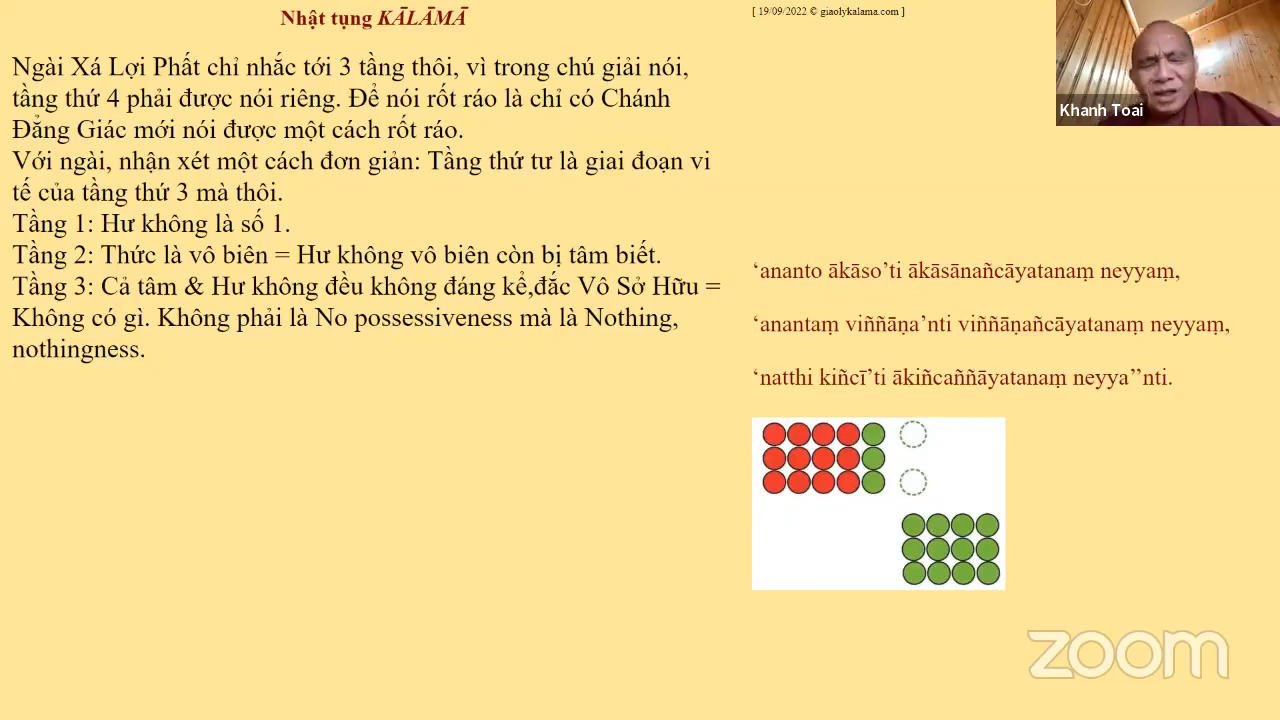 Nhật tụng KĀLĀMĀ
[ 19/09/2022 © giaolykalama.com ]
Ngài Xá Lợi Phất chỉ nhắc tới 3 tầng thôi, vì trong chú giải nói,
tầng thứ 4 phải được nói riêng. Để nói rốt ráo là chỉ có Chánh
Đẳng Giác mới nói được một cách rốt ráo.
Với ngài, nhận xét một cách đơn giản: Tầng thứ tư là giai đoạn vi
tế của tầng thứ 3 mà thôi.
Tầng 1: Hư không là số 1.
Tầng 2: Thức là vô biên = Hư không vô biên còn bị tâm biết.
Tầng 3: Cả tâm & Hư không đều không đáng kể,đắc Vô Sở Hữu =
Không có gì. Không phải là No possessiveness mà là Nothing,
nothingness.
Khanh Toai
‘ananto ākāso’ti ākāsānañcāyatanaṃ neyyaṃ,
‘anantaṃ viññāṇa’nti viññāṇañcāyatanaṃ neyyaṃ,
‘natthi kiñcī’ti ākiñcaññāyatanaṃ neyya’’nti.
zoom